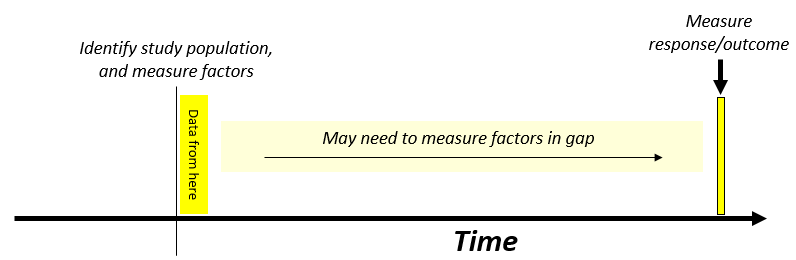 Measure
response/outcome
Identify study population,
and measure factors
Data from here
May need to measure factors in gap
Time